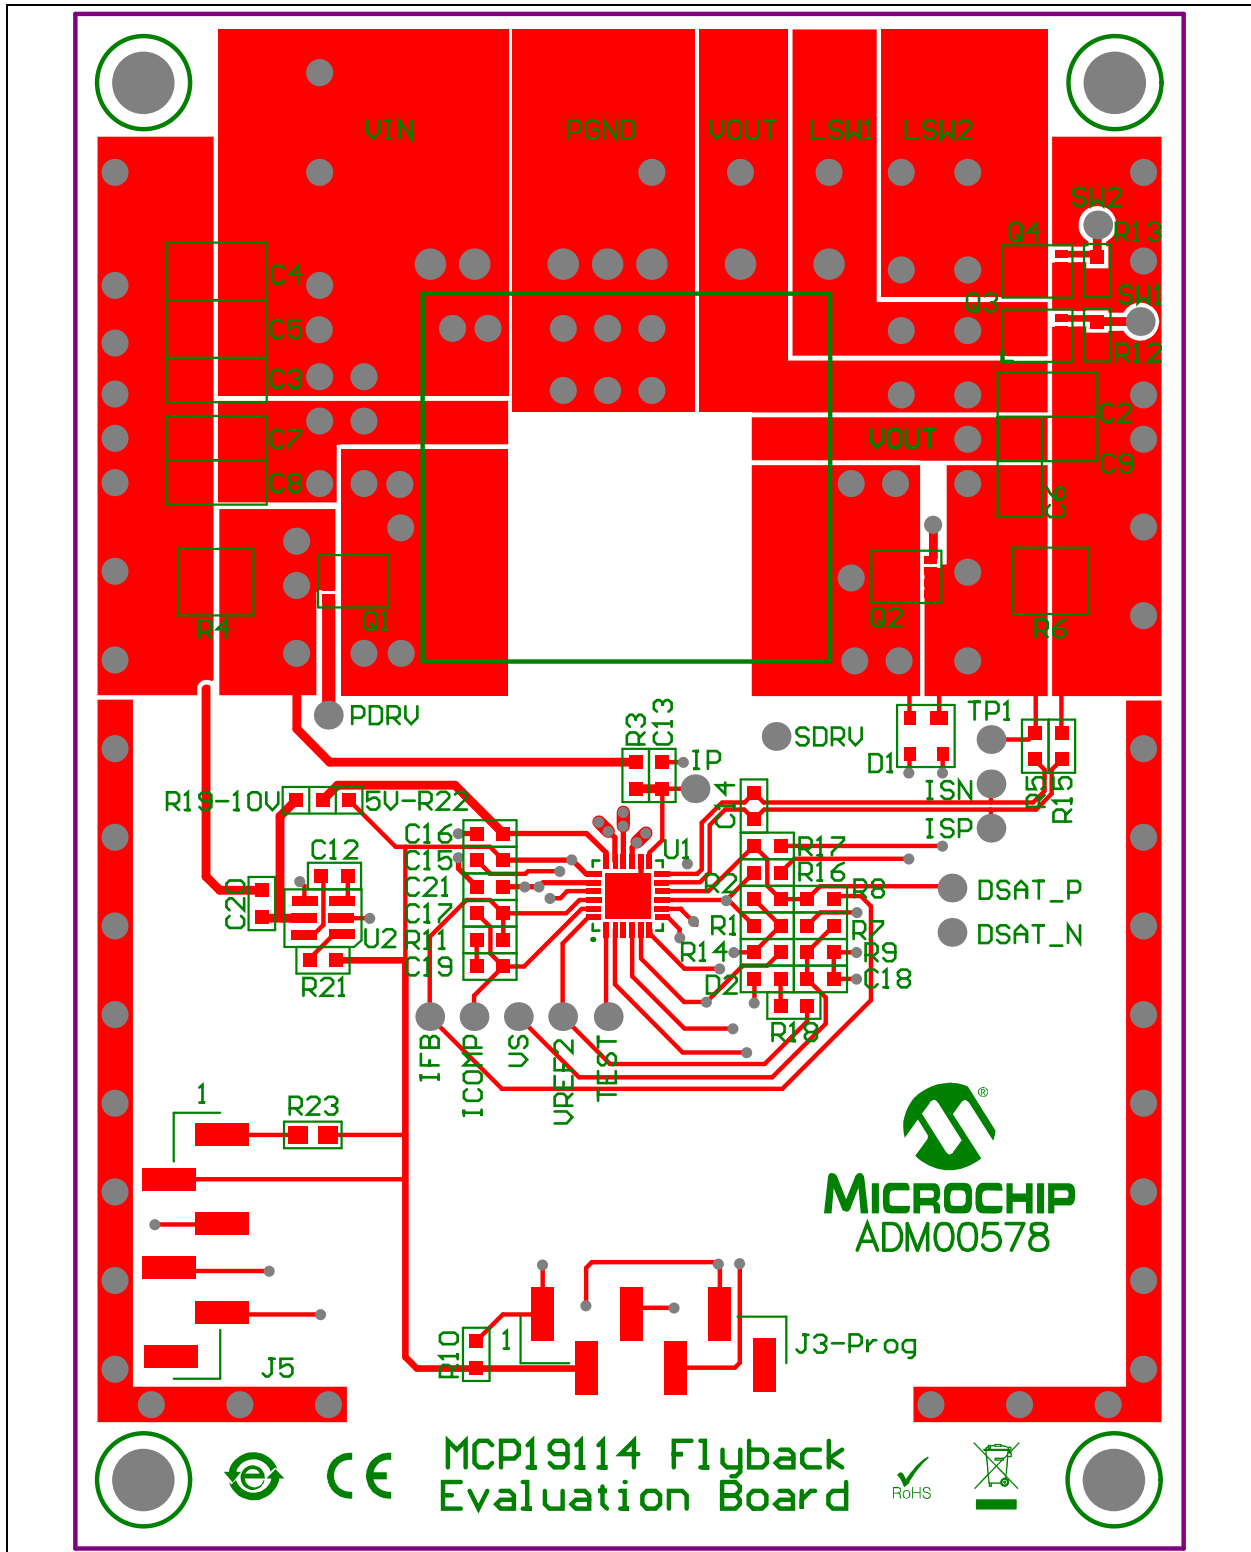 VIN
PGND
VOUT
LSW1
LSW2
SW2
Q4
R13
C4
SW1
Q3
C5
R12
C3
C2
C7
VOUT
C9
C8
C6
R4
Q1
Q2
R6
PDRV
R3
C13
SDRV
TP1
IP
D1
R19-10V
5V-R22
C14
ISN
R5
R15
ISP
C16
U1
R17
C15
C12
R16
C21
R2
R8
DSAT_P
C20
C17
R1
R7
DSAT_N
U2
R11
R14
R9
C19
R21
D2
C18
R18
IFB
ICOMP
VS
VREF2
TEST
1
R23
®
MICROCHIP
ADM00578
R10
1
J3-Prog
J5
MCP19114 Flyback
Evaluation Board
e
CE
RoHS